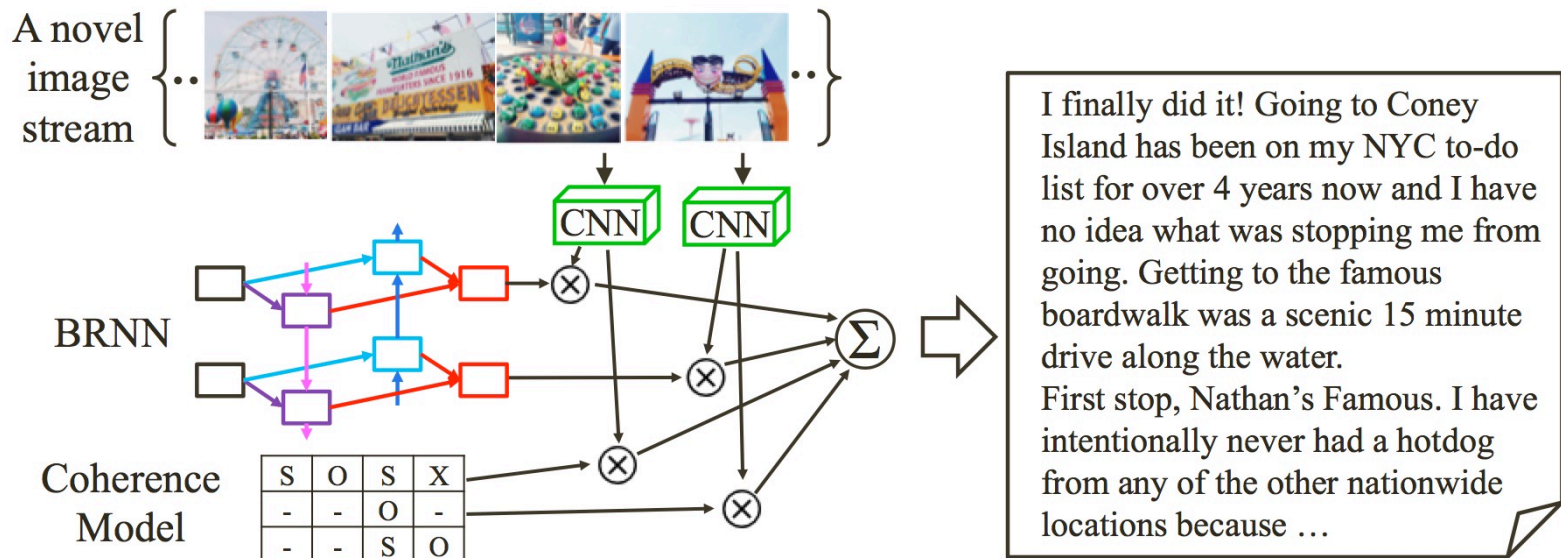 A novel
image
stream
Nathan's
WORLD FAMOUS
FRANKFURTERS SINCE 1916
DELICATESSEN
CLAM BAR
CNN
CNN
BRNN
Σ
Coherence
Model
S O S X
- - O -
- - S O
I finally did it! Going to Coney
Island has been on my NYC to-do
list for over 4 years now and I have
no idea what was stopping me from
going. Getting to the famous
boardwalk was a scenic 15 minute
drive along the water.
First stop, Nathan’s Famous. I have
intentionally never had a hotdog
from any of the other nationwide
locations because …